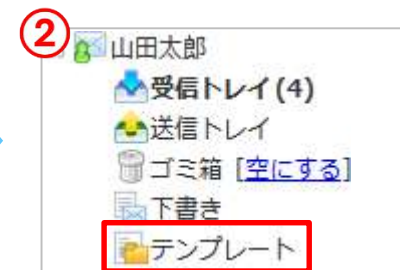 ②
山田太郎
受信トレイ(4)
送信トレイ
ゴミ箱 [空にする]
下書き
テンプレート